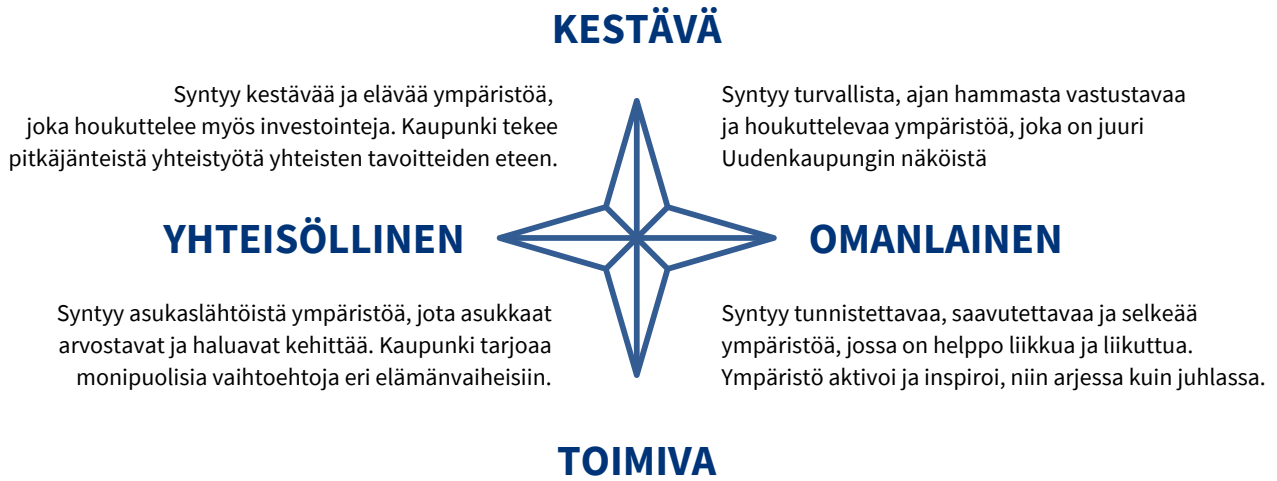 KESTÄVÄ
Syntyy kestävää ja elävää ympäristöä,
joka houkuttelee myös investointeja. Kaupunki tekee
pitkäjänteistä yhteistyötä yhteisten tavoitteiden eteen.
Syntyy turvallista, ajan hammasta vastustavaa
ja houkuttelevaa ympäristöä, joka on juuri
Uudenkaupungin näköistä
YHTEISÖLLINEN
OMANLAINEN
Syntyy asukaslähtöistä ympäristöä, jota asukkaat
arvostavat ja haluavat kehittää. Kaupunki tarjoaa
monipuolisia vaihtoehtoja eri elämänvaiheisiin.
Syntyy tunnistettavaa, saavutettavaa ja selkeää
ympäristöä, jossa on helppo liikkua ja liikuttua.
Ympäristö aktivoi ja inspiroi, niin arjessa kuin juhlassa.
TOIMIVA